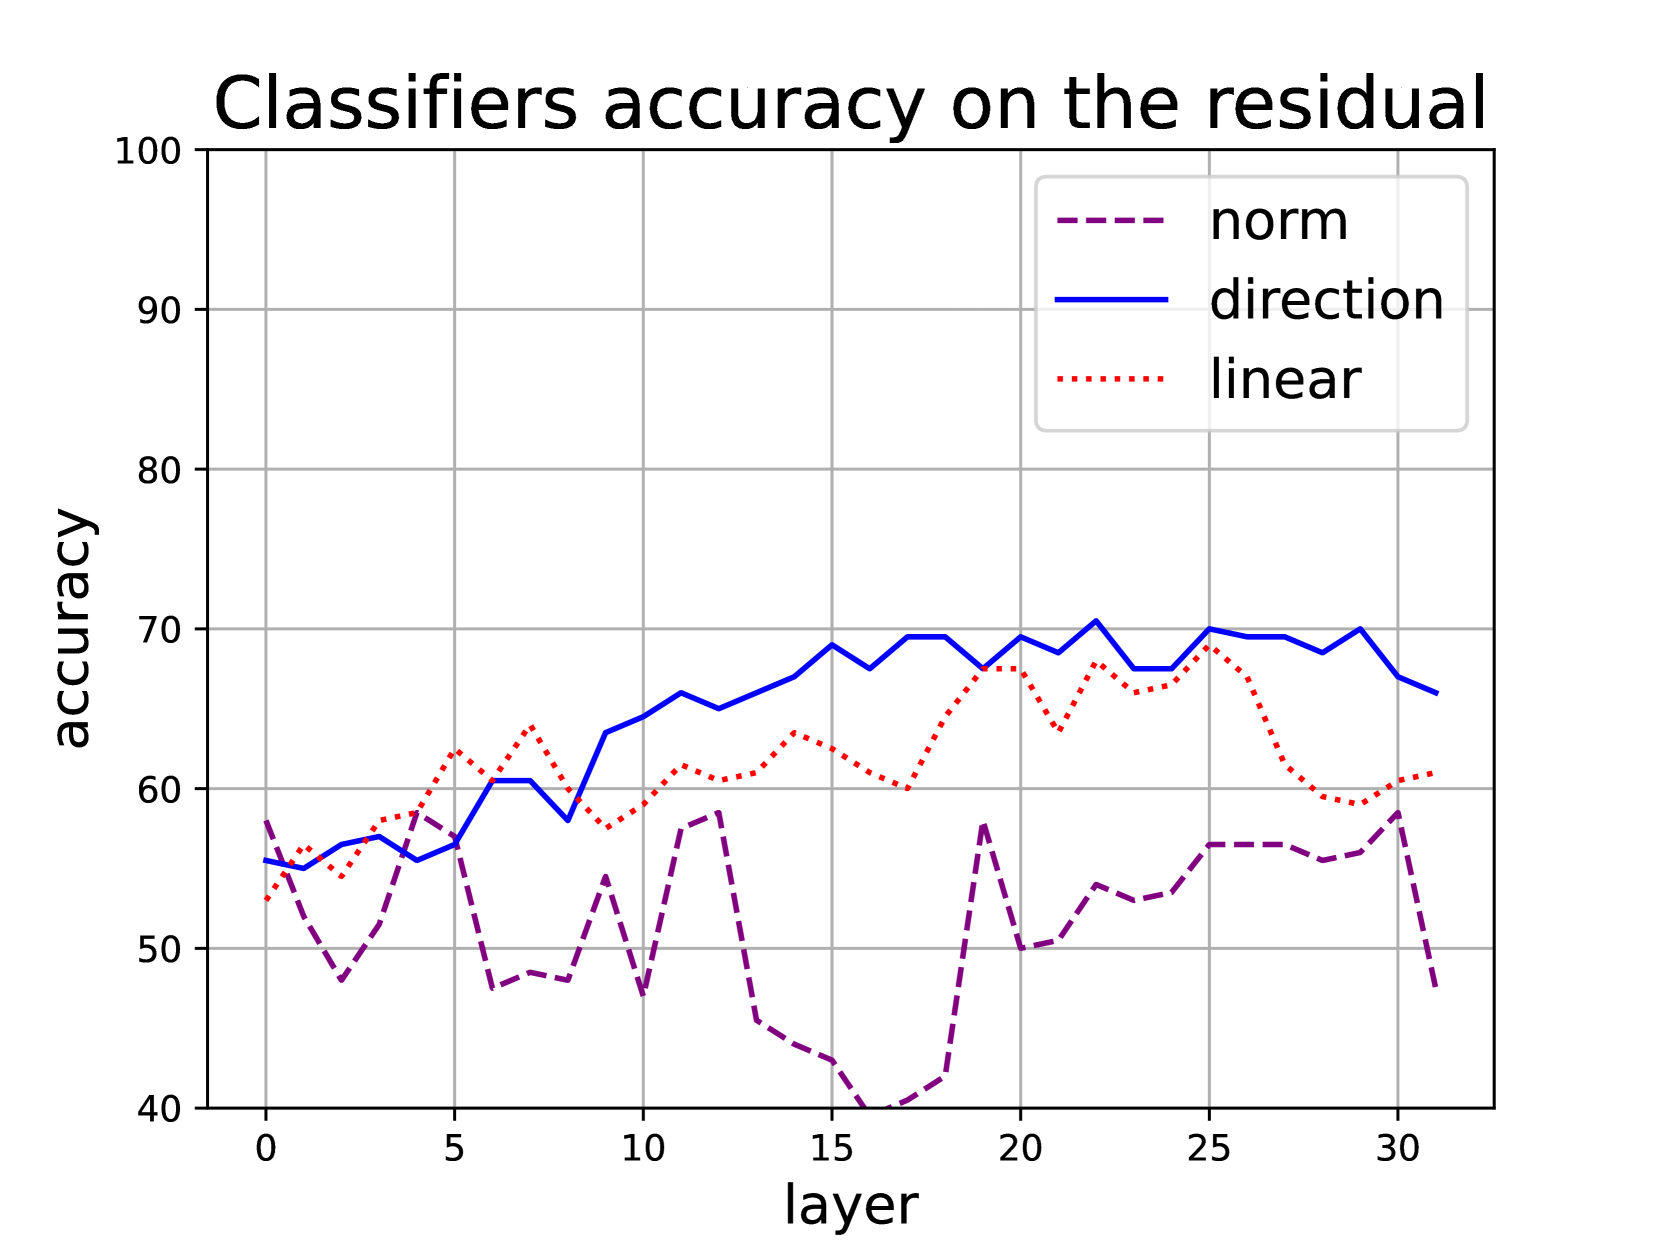 Classifiers accuracy on the residual
100
90
80
70
60
50
40
accuracy
norm
direction
linear
0 5 10 15 20 25 30
layer